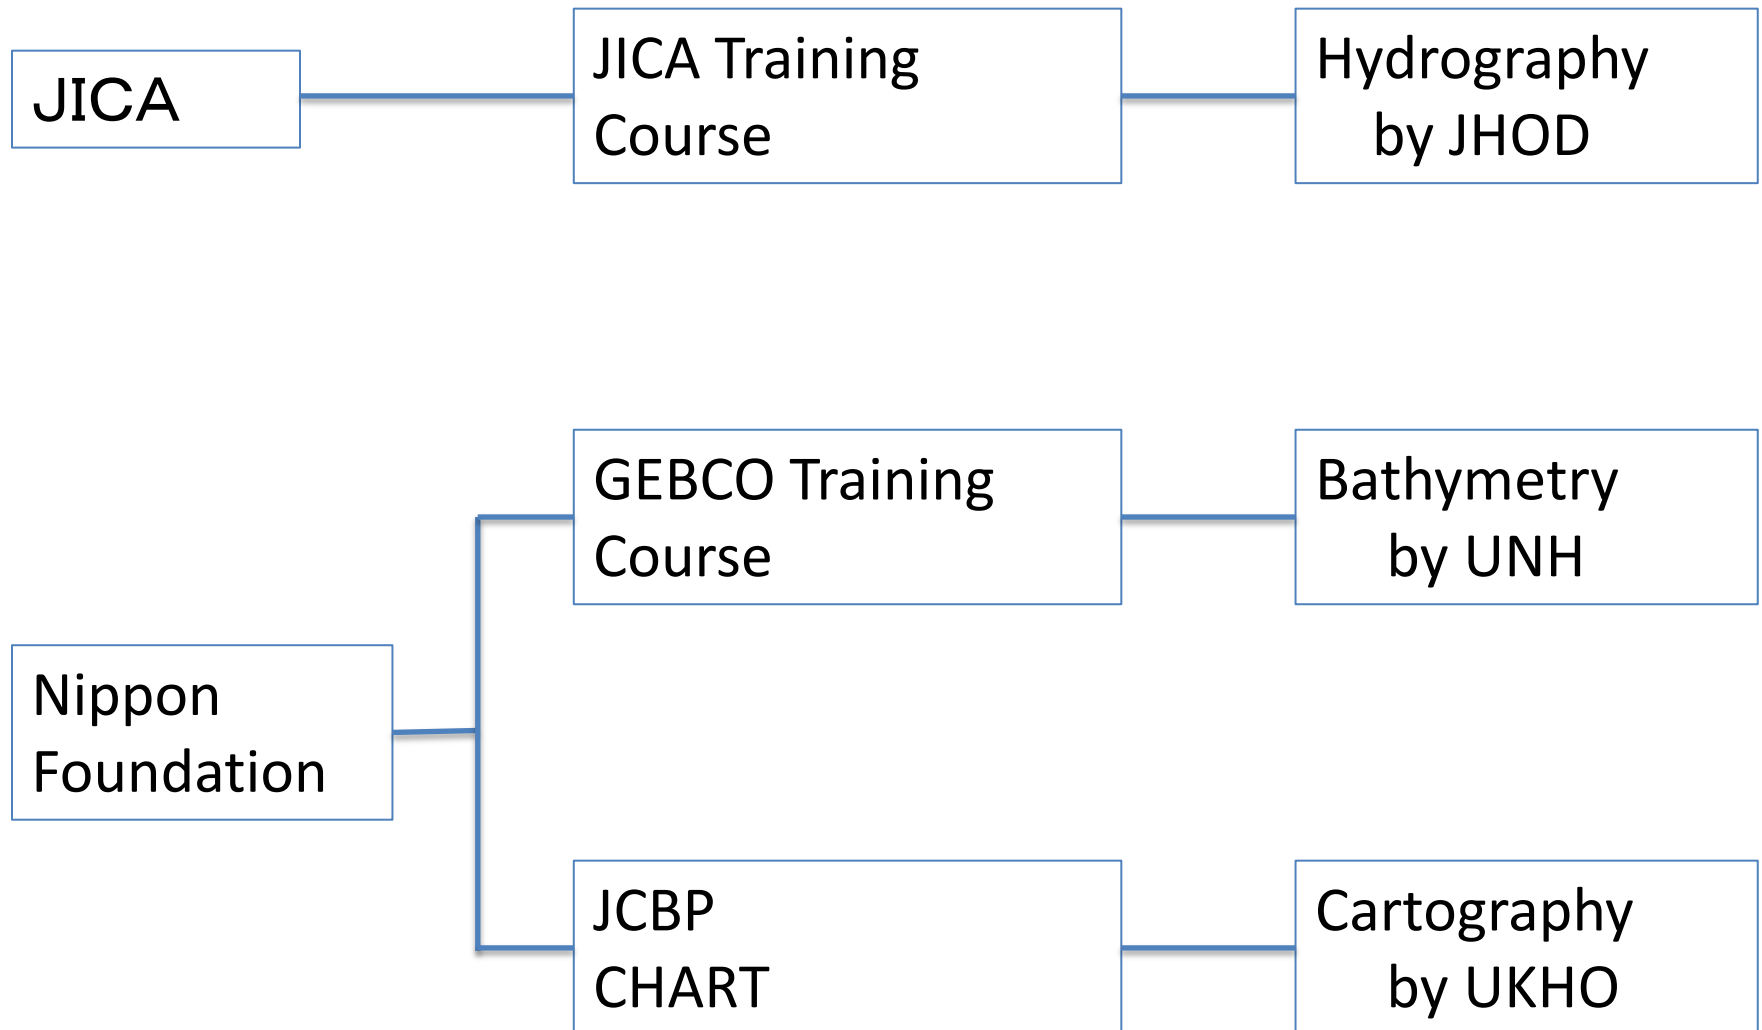 JICA
JICA Training
Course
Hydrography
by JHOD
Nippon
Foundation
GEBCO Training
Course
Bathymetry
by UNH
JCBP
CHART
Cartography
by UKHO